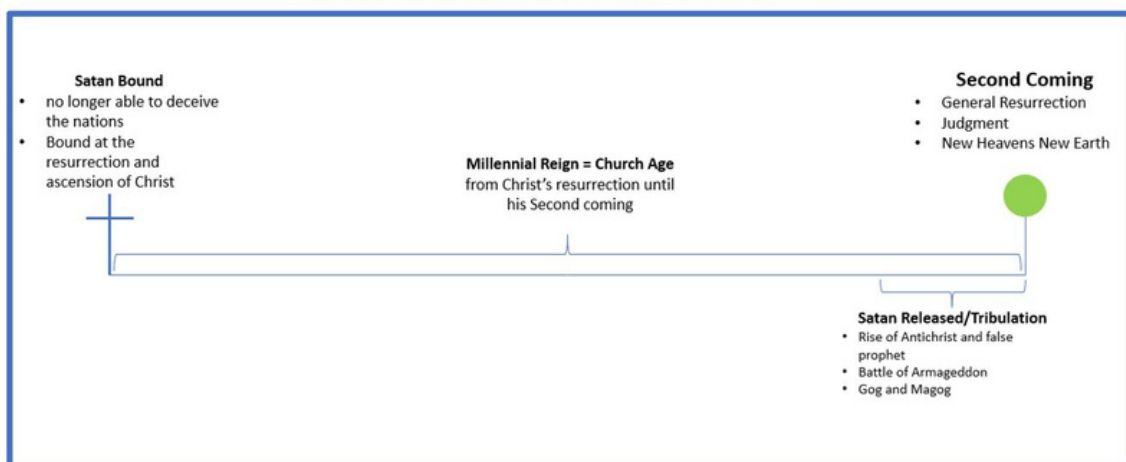 Satan Bound
• no longer able to deceive
the nations
• Bound at the
resurrection and
ascension of Christ
Millennial Reign = Church Age
from Christ's resurrection until
his Second coming
Second Coming
• General Resurrection
• Judgment
• New Heavens New Earth
Satan Released/Tribulation
• Rise of Antichrist and false
prophet
• Battle of Armageddon
• Gog and Magog